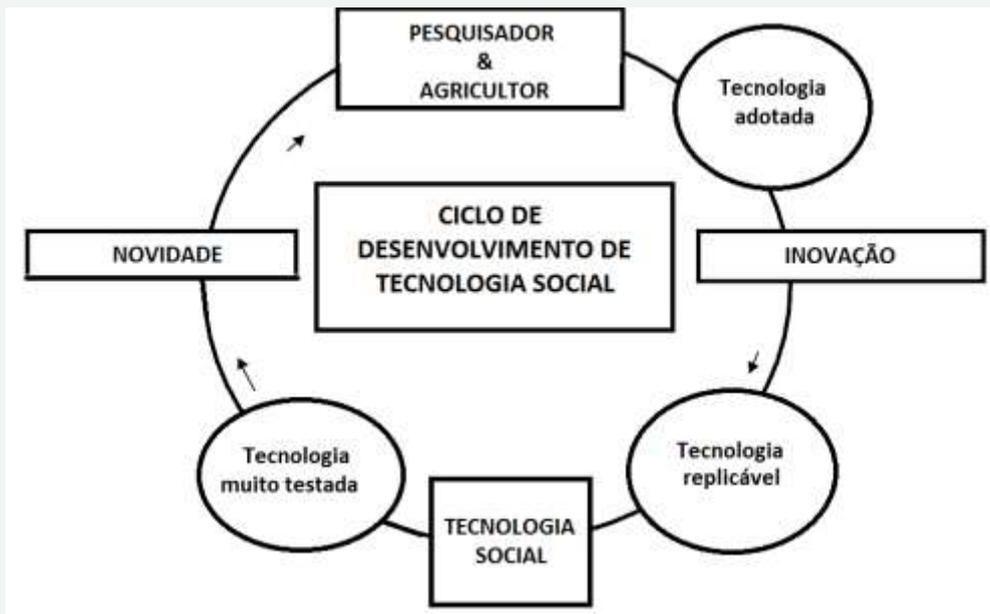 PESQUISADOR
&
AGRICULTOR
Tecnologia
adotada
CICLO DE
DESENVOLVIMENTO DE
TECNOLOGIA SOCIAL
NOVIDADE
INOVAÇÃO
Tecnologia
muito testada
Tecnologia
replicável
TECNOLOGIA
SOCIAL